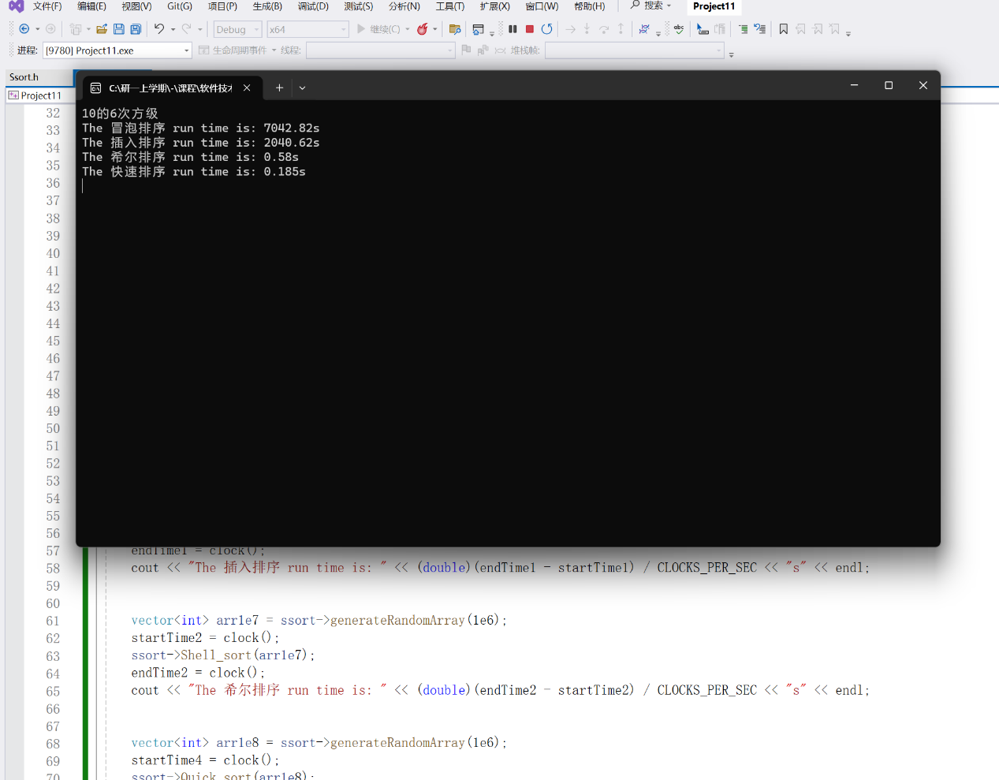 文件(F) 编辑(E) 视图(V) Git(G) 项目(P) 生成(B) 调试(D) 测试(S) 分析(N) 工具(T) 扩展(X) 窗口(W) 帮助(H) 搜索 Project11
Debug x64 继续(C) abc
进程: [9780] Project11.exe 生命周期事件 线程: 堆栈帧:
Ssort.h
Project11
C:\研一上学期\-\课程\软件技
10的6次方级
The 冒泡排序 run time is: 7042.82s
The 插入排序 run time is: 2040.62s
The 希尔排序 run time is: 0.58s
The 快速排序 run time is: 0.185s
32
33
34
35
36
37
38
39
40
41
42
43
44
45
46
47
48
49
50
51
52
53
54
55
56
57 endTime1 = clock();
58 cout << "The 插入排序 run time is: " << (double)(endTime1 - startTime1) / CLOCKS_PER_SEC << "s" << endl;
59
60
61 vector<int> arr1e7 = ssort->generateRandomArray(1e6);
62 startTime2 = clock();
63 ssort->Shell_sort(arr1e7);
64 endTime2 = clock();
65 cout << "The 希尔排序 run time is: " << (double)(endTime2 - startTime2) / CLOCKS_PER_SEC << "s" << endl;
66
67
68 vector<int> arr1e8 = ssort->generateRandomArray(1e6);
69 startTime4 = clock();
70 ssort->Quick_sort(arr1e8);